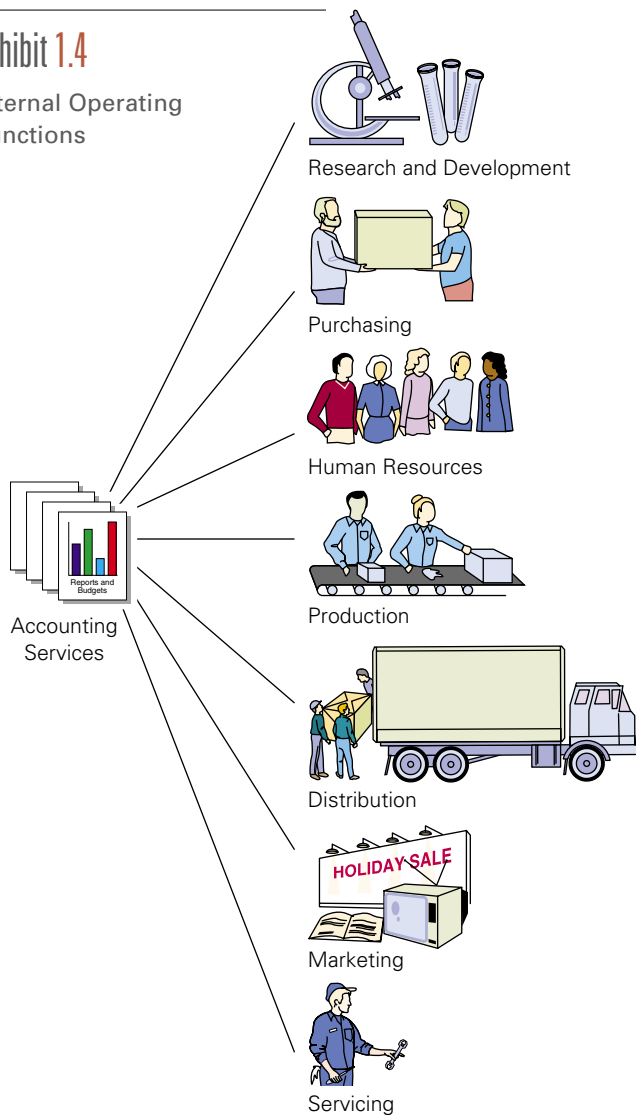 hibit 1.4
ternal Operating
unctions
Research and Development
Purchasing
Human Resources
Reports and
Budgets
Accounting
Services
Production
Distribution
HOLIDAY SALE
Marketing
Servicing